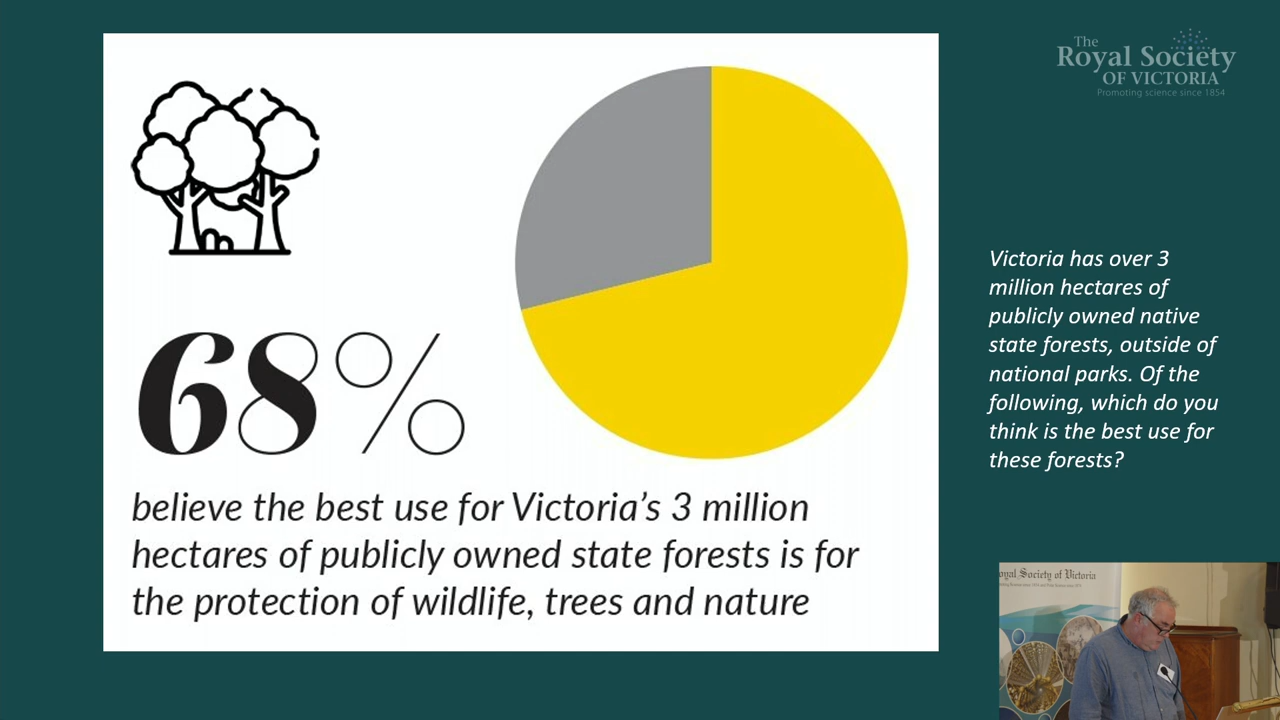 The
Royal Society
OF VICTORIA
Promoting science since 1854
68%
believe the best use for Victoria's 3 million
hectares of publicly owned state forests is for
the protection of wildlife, trees and nature
Victoria has over 3
million hectares of
publicly owned native
state forests, outside of
national parks. Of the
following, which do you
think is the best use for
these forests?
Royal Society of Victoria